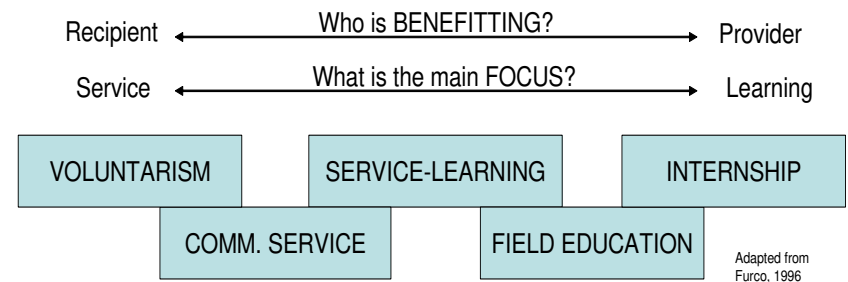 Who is BENEFITTING?
Recipient Provider
What is the main FOCUS?
Service Learning
VOLUNTARISM SERVICE-LEARNING INTERNSHIP
COMM. SERVICE FIELD EDUCATION
Adapted from
Furco, 1996